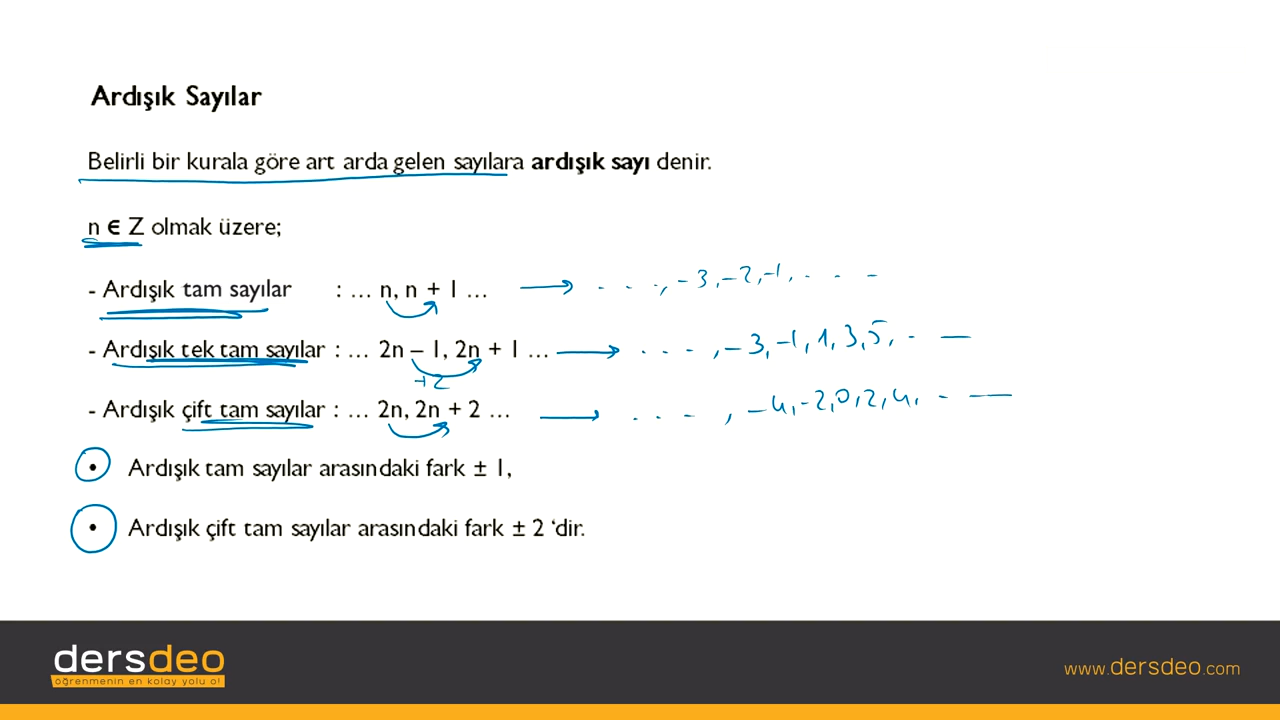 Ardışık Sayılar
Belirli bir kurala göre art arda gelen sayılara ardışık sayı denir.
n ∈ Z olmak üzere;
- Ardışık tam sayılar : ... n, n + 1 ... → . . . , -3, -2, -1, . . .
- Ardışık tek tam sayılar : ... 2n – 1, 2n + 1 ... → . . . , -3, -1, 1, 3, 5, . —
+2
- Ardışık çift tam sayılar : ... 2n, 2n + 2 ... → . . . , -4, -2, 0, 2, 4, . —
• Ardışık tam sayılar arasındaki fark ± 1,
• Ardışık çift tam sayılar arasındaki fark ± 2 ‘dir.
dersdeo
öğrenmenin en kolay yolu o!
www.dersdeo.com